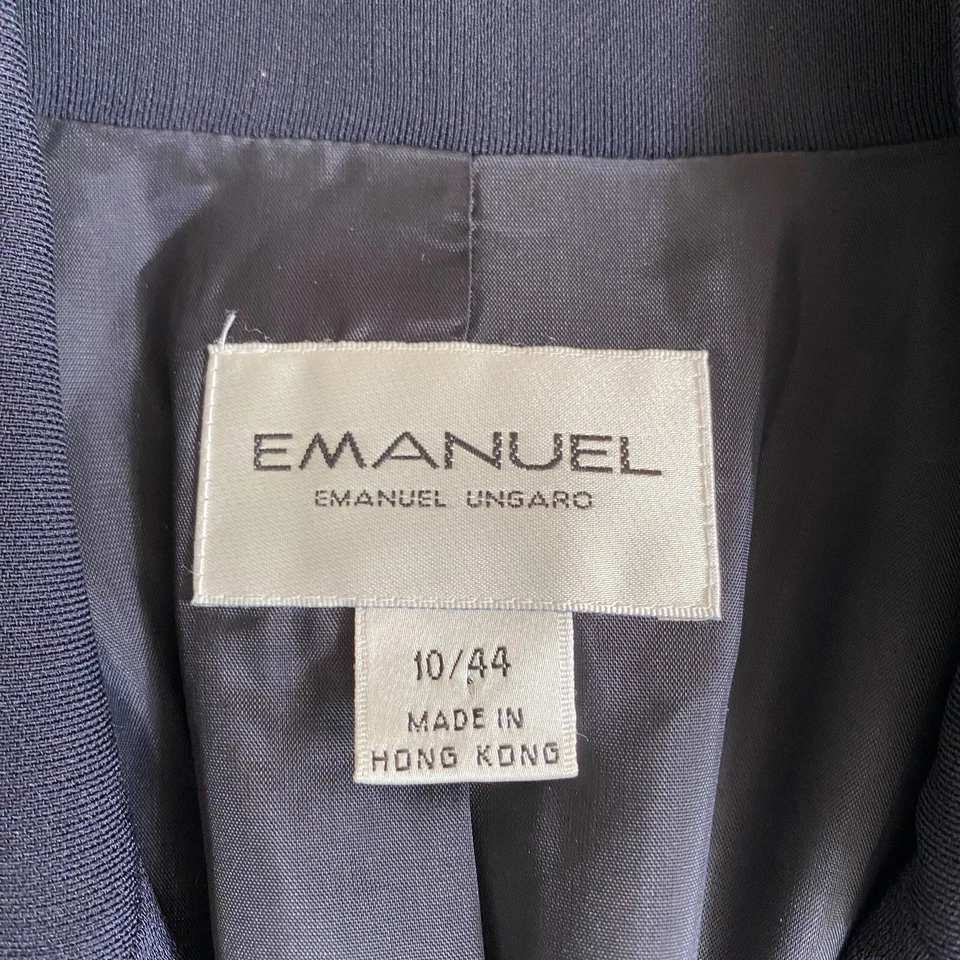 EMANUEL
EMANUEL UNGARO
10/44
MADE IN
HONG KONG